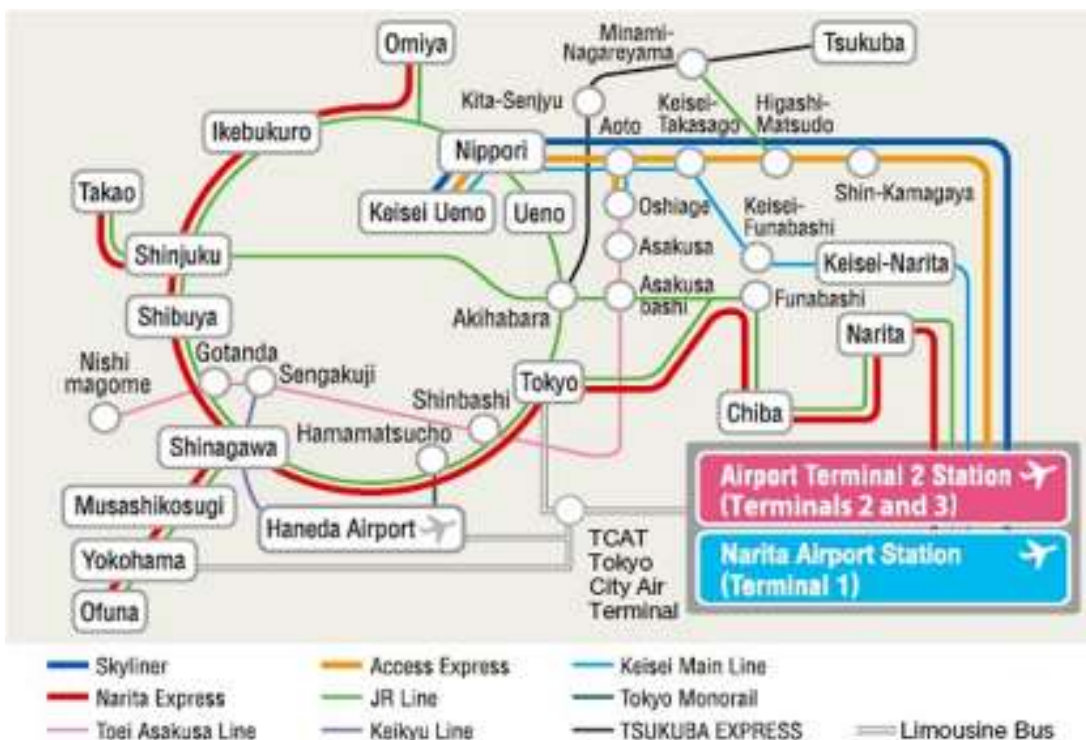 Omiya
Minami-
Nagareyama
Tsukuba
Kita-Senjyu
Keisei-
Takasago
Higashi-
Matsudo
Ikebukuro
Aoto
Nippori
Takao
Keisei Ueno
Ueno
Oshiage
Shin-Kamagaya
Keisei-
Funabashi
Shinjuku
Asakusa
Keisei-Narita
Shibuya
Akihabara
Asakusa
bashi
Funabashi
Narita
Nishi
magome
Gotanda
Sengakuji
Tokyo
Shinbashi
Chiba
Shinagawa
Hamamatsucho
Airport Terminal 2 Station
(Terminals 2 and 3)
Musashikosugi
Haneda Airport
TCAT
Tokyo
City Air
Terminal
Yokohama
Narita Airport Station
(Terminal 1)
Ofuna
Skyliner
Access Express
Keisei Main Line
Narita Express
JR Line
Tokyo Monorail
Toei Asakusa Line
Keikyu Line
TSUKUBA EXPRESS
Limousine Bus